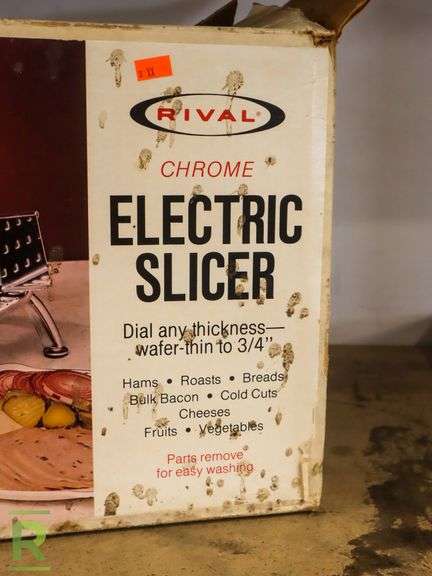 RIVAL®
CHROME
ELECTRIC
SLICER
Dial any thickness—
wafer-thin to 3/4"
Hams • Roasts • Breads
Bulk Bacon • Cold Cuts
Cheeses
Fruits • Vegetables
Parts remove
for easy washing
R